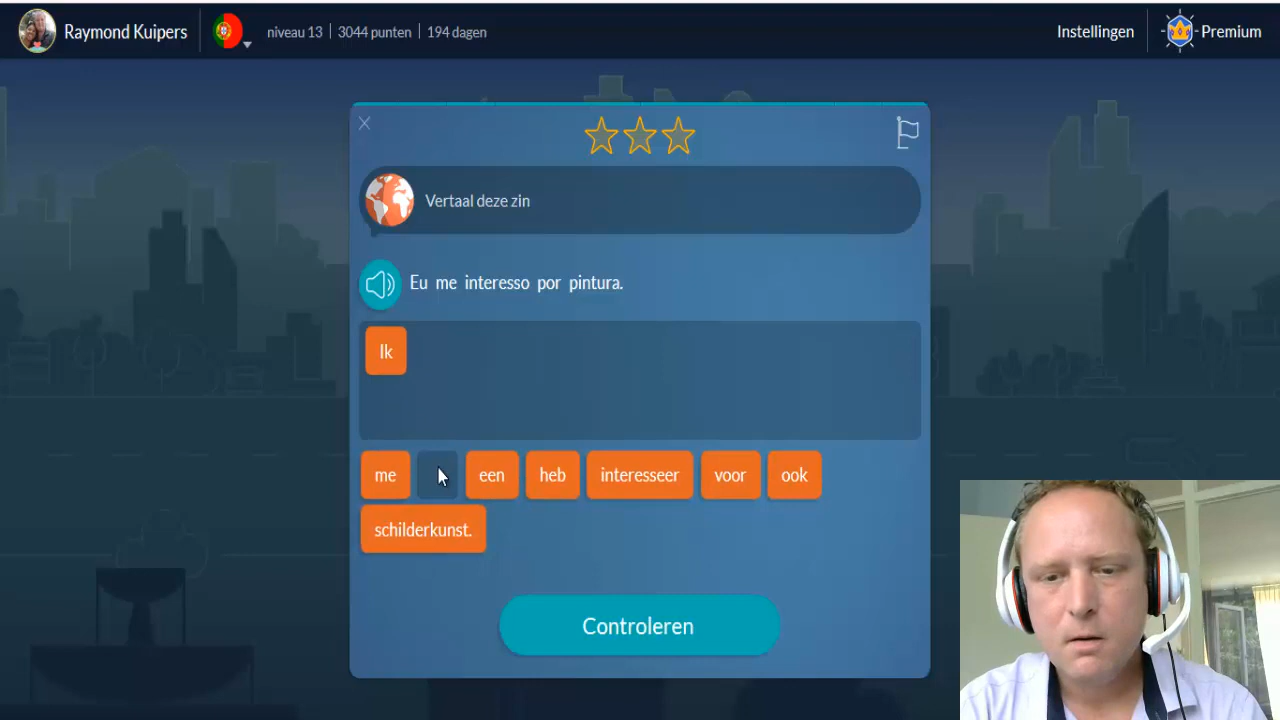 Raymond Kuipers niveau 13 3044 punten 194 dagen Instellingen Premium
Vertaal deze zin
Eu me interesso por pintura.
Ik
me een heb interesseer voor ook
schilderkunst.
Controleren